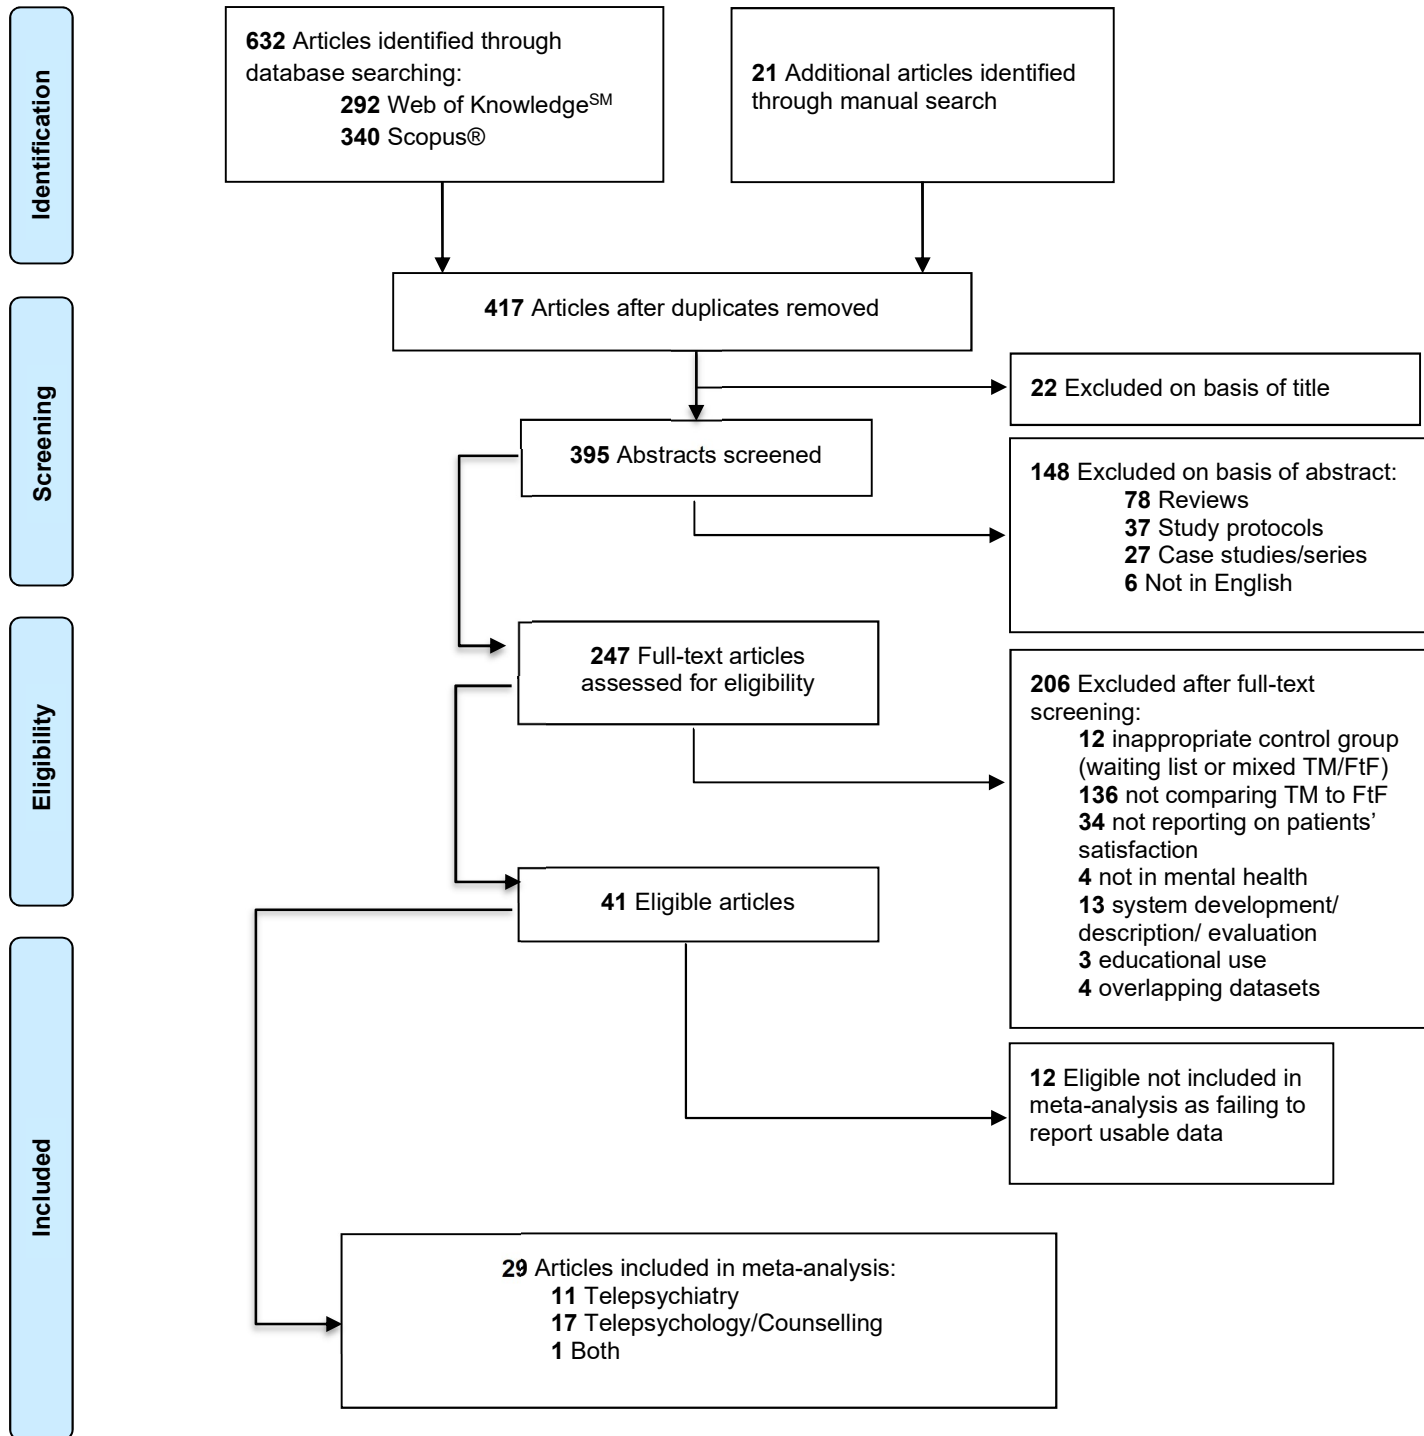 Identification
632 Articles identified through
database searching:
292 Web of Knowledge℠
340 Scopus®
21 Additional articles identified
through manual search
417 Articles after duplicates removed
Screening
22 Excluded on basis of title
395 Abstracts screened
148 Excluded on basis of abstract:
78 Reviews
37 Study protocols
27 Case studies/series
6 Not in English
Eligibility
247 Full-text articles
assessed for eligibility
206 Excluded after full-text
screening:
12 inappropriate control group
(waiting list or mixed TM/FtF)
136 not comparing TM to FtF
34 not reporting on patients’
satisfaction
4 not in mental health
13 system development/
description/ evaluation
3 educational use
4 overlapping datasets
41 Eligible articles
Included
12 Eligible not included in
meta-analysis as failing to
report usable data
29 Articles included in meta-analysis:
11 Telepsychiatry
17 Telepsychology/Counselling
1 Both